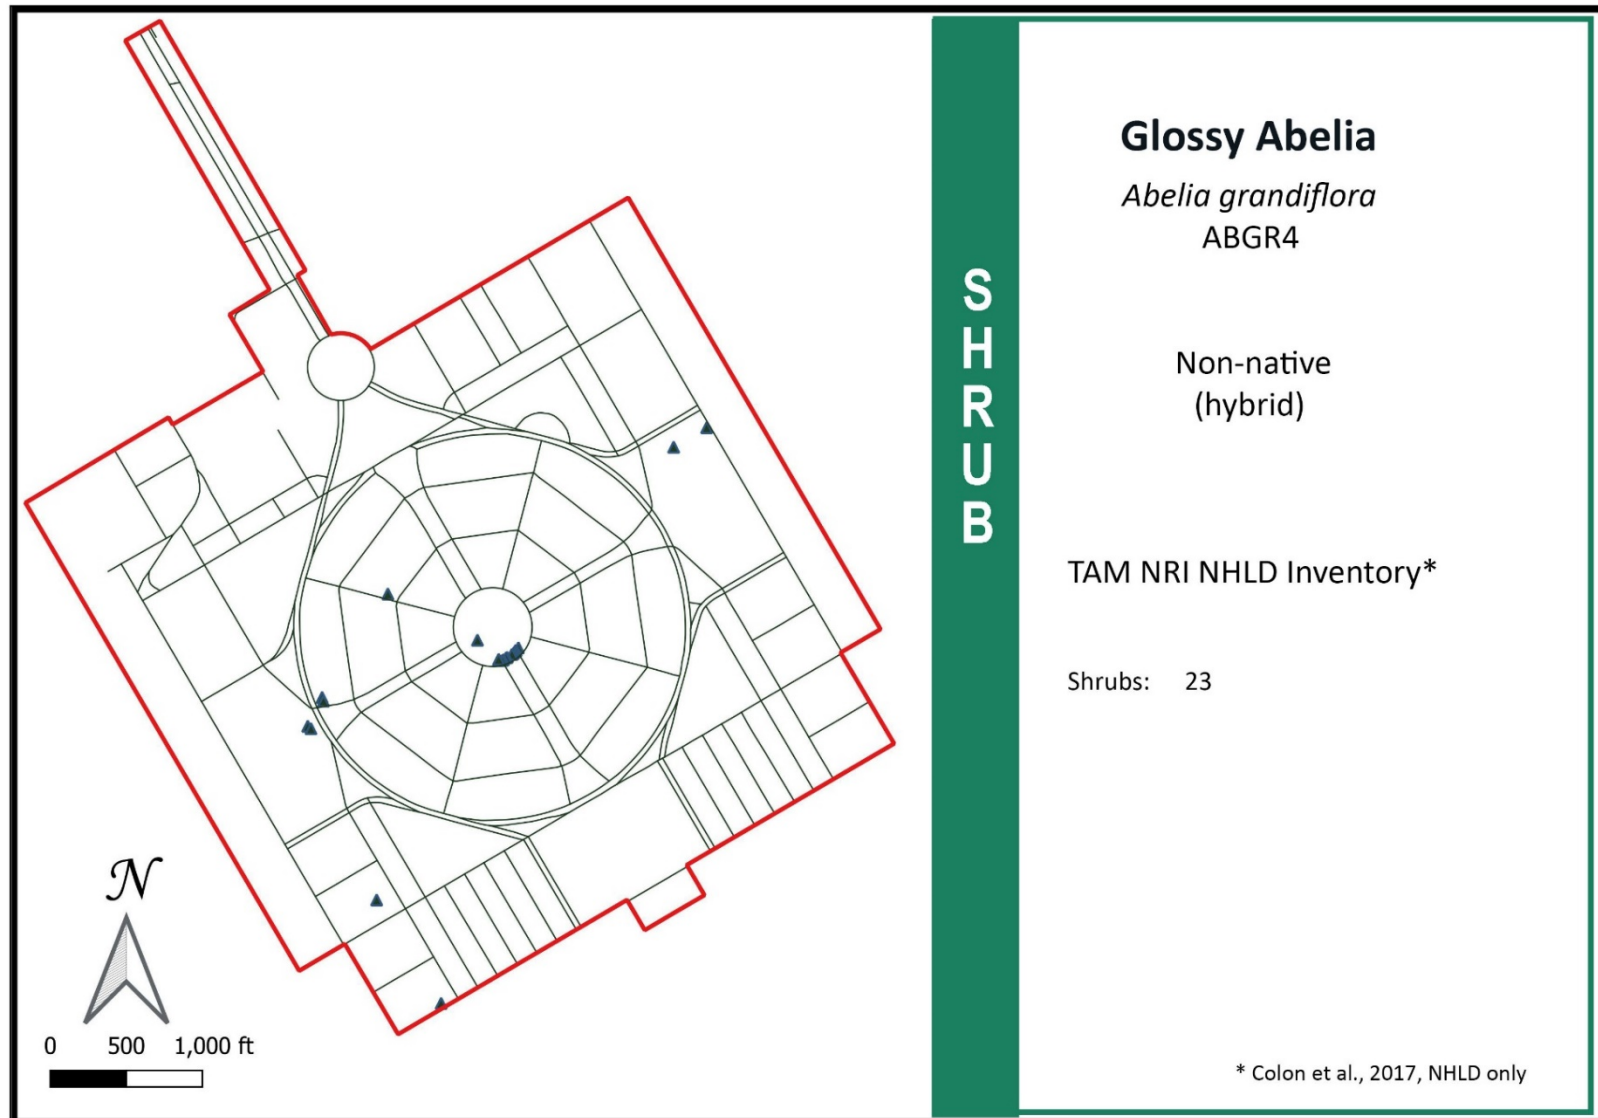 N
0 500 1,000 ft
SHRUB
Glossy Abelia
Abelia grandiflora
ABGR4
Non-native
(hybrid)
TAM NRI NHLD Inventory*
Shrubs: 23
* Colon et al., 2017, NHLD only